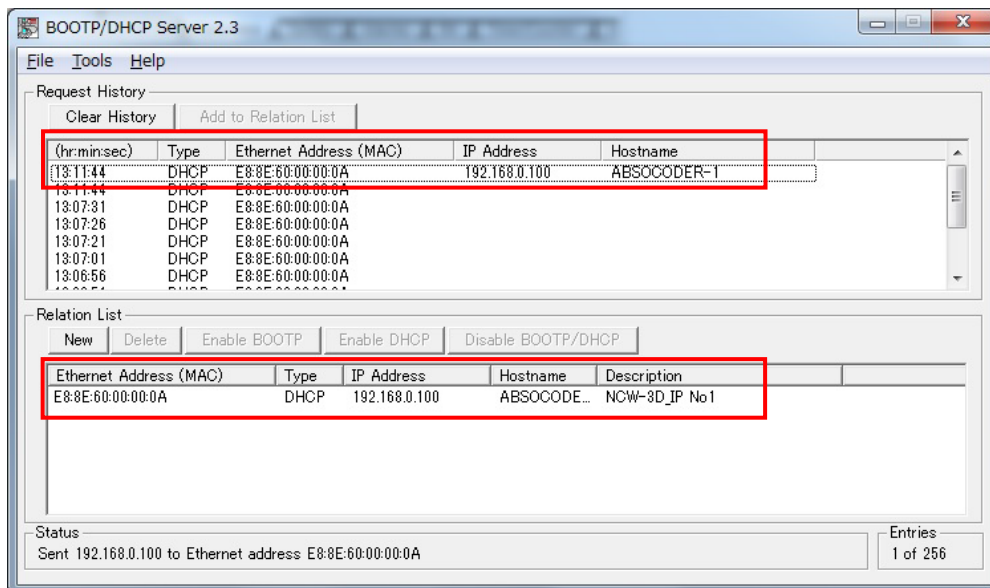 BOOTP/DHCP Server 2.3
File Tools Help
Request History
Clear History Add to Relation List
(hr:min:sec) Type Ethernet Address (MAC) IP Address Hostname
13:11:44 DHCP E8:8E:60:00:00:0A 192.168.0.100 ABSOCODER-1
13:11:44 DHCP E8:8E:60:00:00:0A
13:07:31 DHCP E8:8E:60:00:00:0A
13:07:26 DHCP E8:8E:60:00:00:0A
13:07:21 DHCP E8:8E:60:00:00:0A
13:07:01 DHCP E8:8E:60:00:00:0A
13:06:56 DHCP E8:8E:60:00:00:0A
Relation List
New Delete Enable BOOTP Enable DHCP Disable BOOTP/DHCP
Ethernet Address (MAC) Type IP Address Hostname Description
E8:8E:60:00:00:0A DHCP 192.168.0.100 ABSOCODE... NCW-3D_IP No1
Status
Sent 192.168.0.100 to Ethernet address E8:8E:60:00:00:0A
Entries
1 of 256